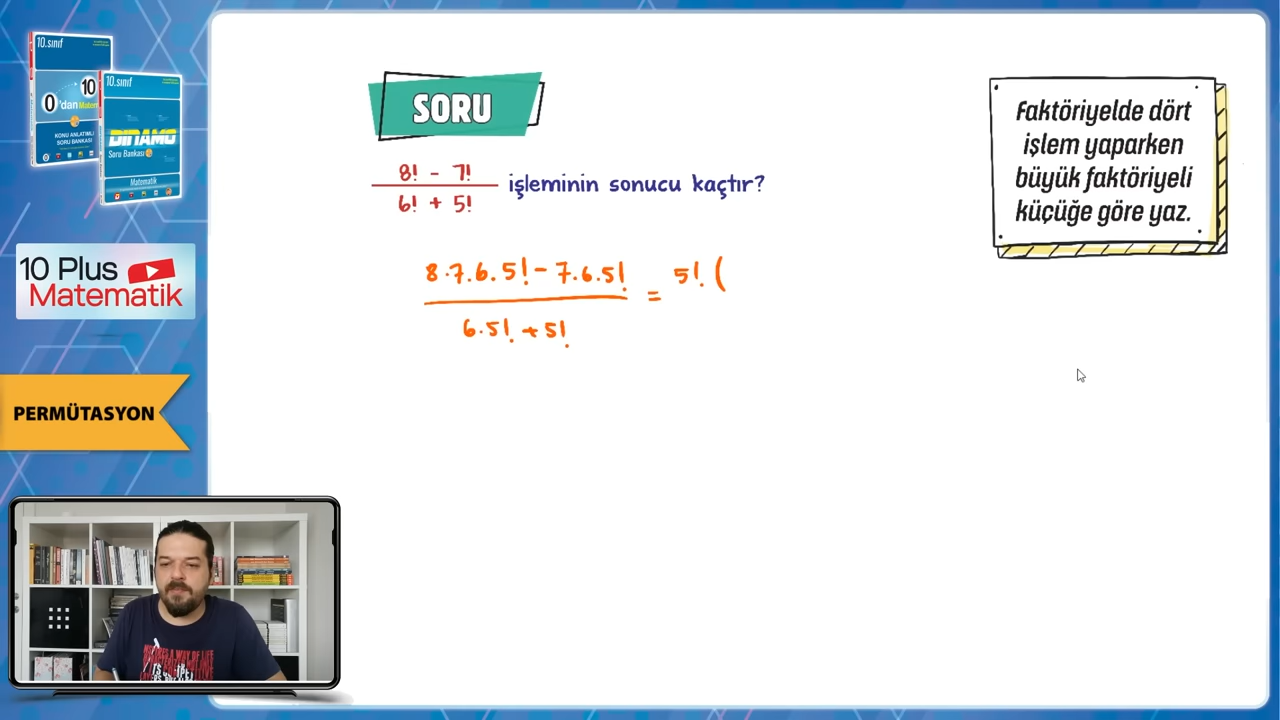 10.sınıf
0'dan 10
KONU ANLATIMLI
SORU BANKASI
10.sınıf
DİNAMO
Soru Bankası
Matematik
10 Plus
Matematik
PERMÜTASYON
SORU
8! - 7!
6! + 5!
işleminin sonucu kaçtır?
8.7.6.5! - 7.6.5!
6.5! + 5!
= 5! (
Faktöriyelde dört
işlem yaparken
büyük faktöriyeli
küçüğe göre yaz.